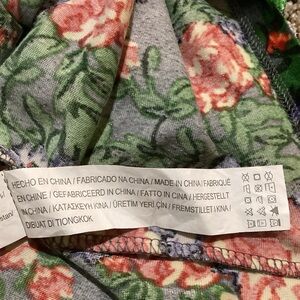 HECHO EN CHINA / FABRICADO NA CHINA / MADE IN CHINA / FABRIQUÉ
EN CHINE / GEFABRICEERD IN CHINA / FATTO IN CINA / HERGESTELLT
IN CHINA / ΚΑΤΑΣΚΕΥΗ ΚΙΝΑ / ÜRETIM YERI ÇIN / FREMSTILLET I KINA /
DIBUAT DI TIONGKOK